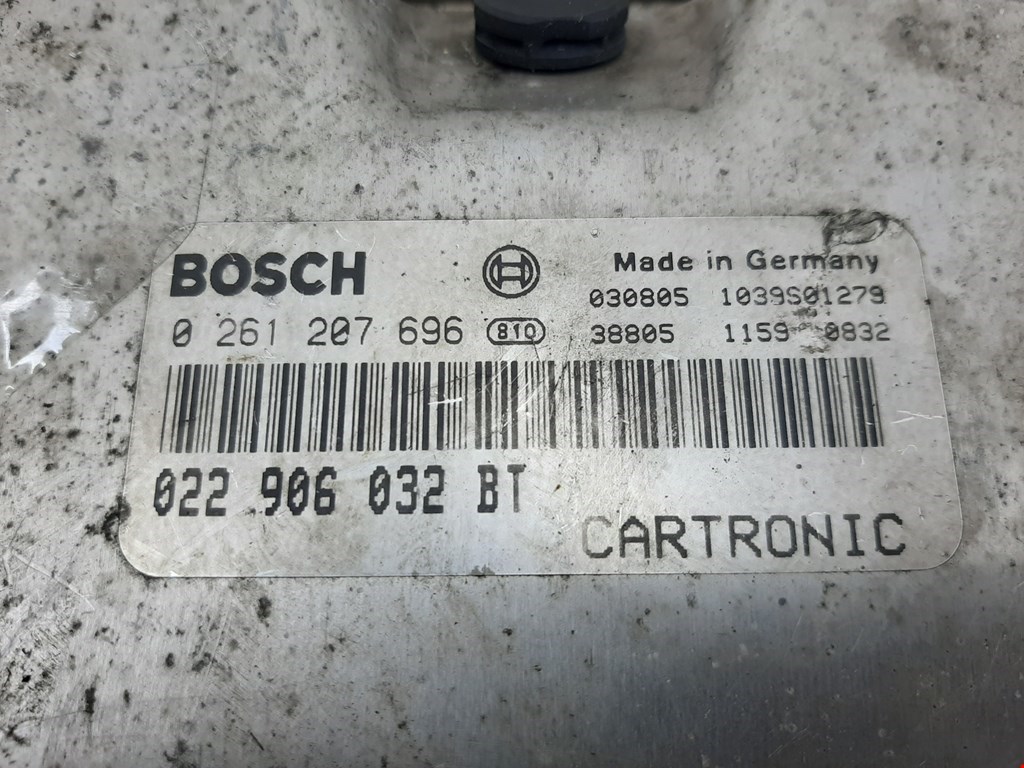 BOSCH
Made in Germany
030805 1039S01279
0 261 207 696 810
38805 1159 0832
022 906 032 BT
CARTRONIC